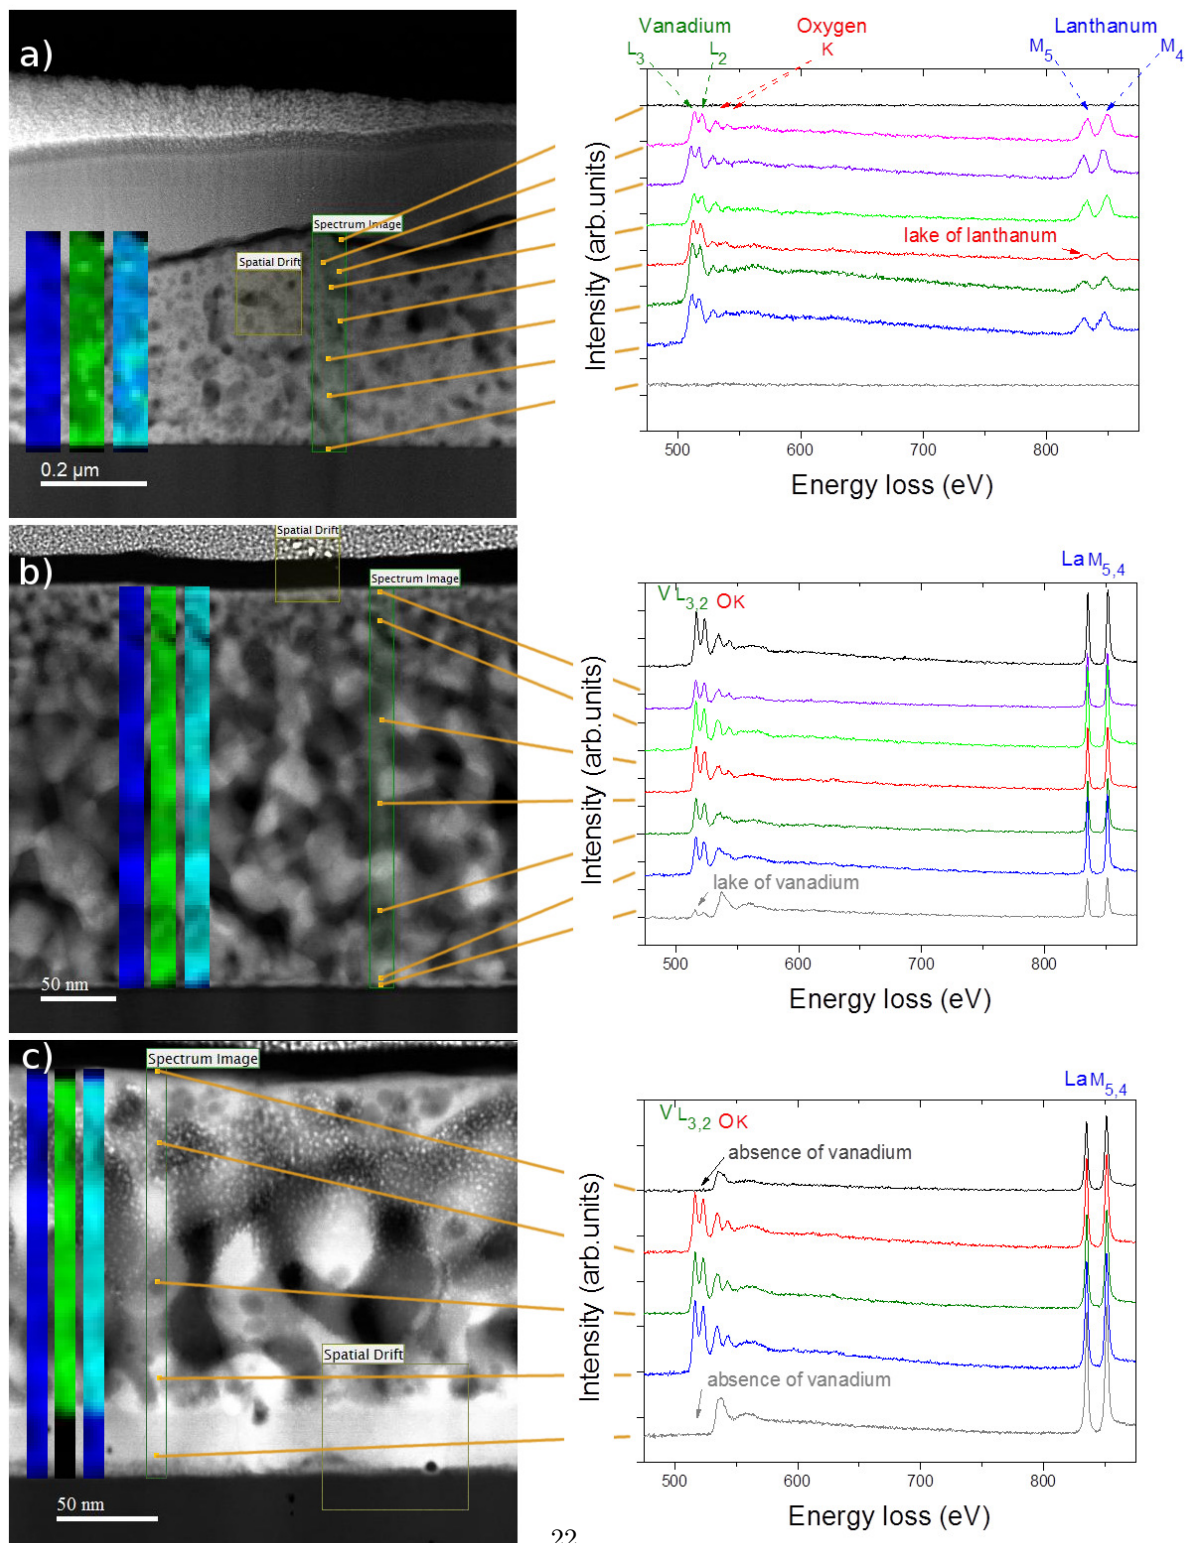 a)
Spectrum Image
Spatial Drift
0.2 µm
Vanadium
Oxygen
Lanthanum
L3
L2
K
M5
M4
lake of lanthanum
Intensity (arb.units)
500
600
700
800
Energy loss (eV)
b)
Spatial Drift
Spectrum Image
50 nm
V L3,2 OK
La M5,4
lake of vanadium
Intensity (arb.units)
500
600
700
800
Energy loss (eV)
c)
Spectrum Image
Spatial Drift
50 nm
V L3,2 OK
La M5,4
absence of vanadium
absence of vanadium
Intensity (arb.units)
500
600
700
800
Energy loss (eV)
22